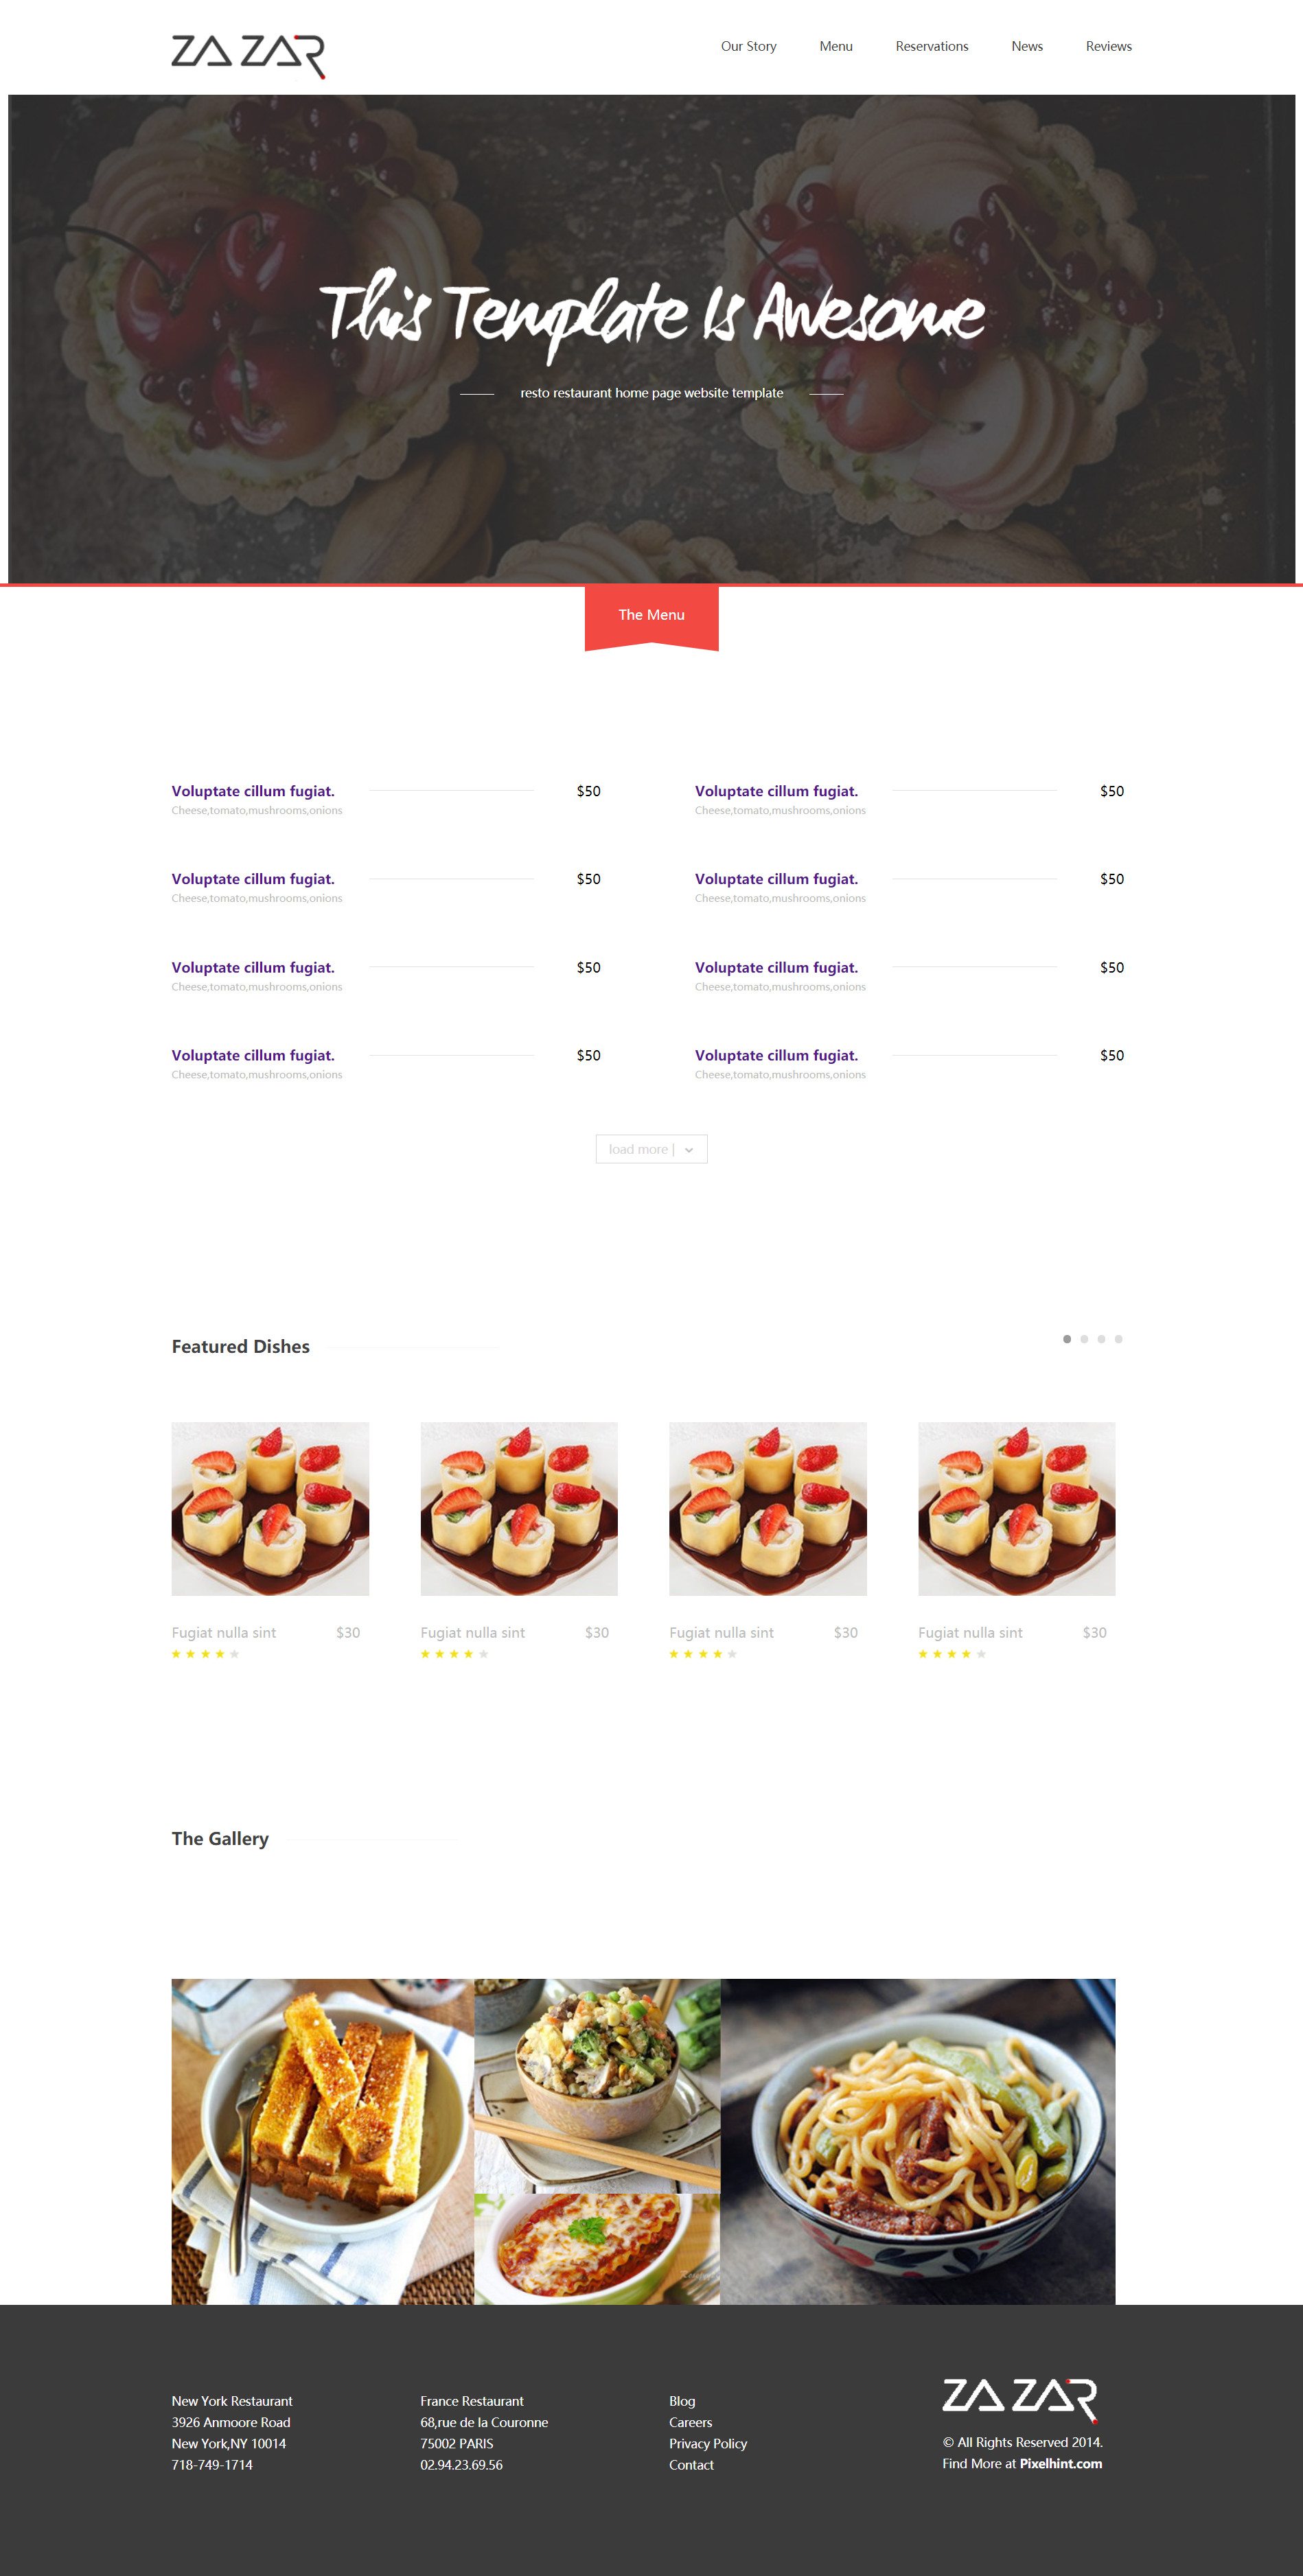 ZAZAR
Our Story Menu Reservations News Reviews
This Template Is Awesome
resto restaurant home page website template
The Menu
Voluptate cillum fugiat. $50 Voluptate cillum fugiat. $50
Cheese,tomato,mushrooms,onions Cheese,tomato,mushrooms,onions
Voluptate cillum fugiat. $50 Voluptate cillum fugiat. $50
Cheese,tomato,mushrooms,onions Cheese,tomato,mushrooms,onions
Voluptate cillum fugiat. $50 Voluptate cillum fugiat. $50
Cheese,tomato,mushrooms,onions Cheese,tomato,mushrooms,onions
Voluptate cillum fugiat. $50 Voluptate cillum fugiat. $50
Cheese,tomato,mushrooms,onions Cheese,tomato,mushrooms,onions
load more |
Featured Dishes
Fugiat nulla sint $30 Fugiat nulla sint $30 Fugiat nulla sint $30 Fugiat nulla sint $30
The Gallery
New York Restaurant
3926 Anmoore Road
New York,NY 10014
718-749-1714
France Restaurant
68,rue de la Couronne
75002 PARIS
02.94.23.69.56
Blog
Careers
Privacy Policy
Contact
ZAZAR
© All Rights Reserved 2014.
Find More at Pixelhint.com